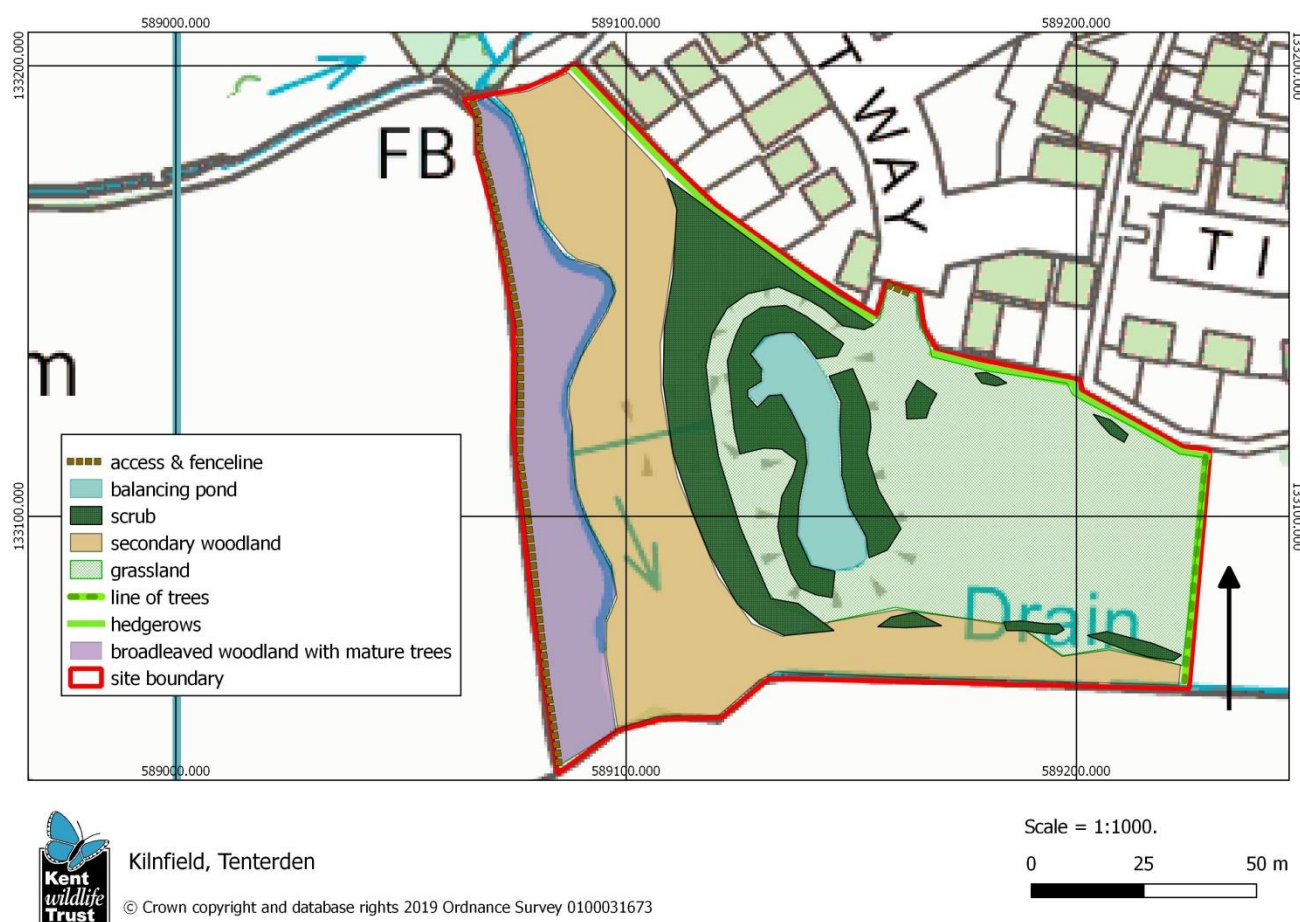 589000.000
589100.000
589200.000
133200.000
133200.000
T WAY
FB
T I
m
access & fenceline
balancing pond
scrub
secondary woodland
grassland
line of trees
hedgerows
broadleaved woodland with mature trees
site boundary
133100.000
133100.000
Drain
589000.000
589100.000
589200.000
Kent
wildlife
Trust
Kilnfield, Tenterden
© Crown copyright and database rights 2019 Ordnance Survey 0100031673
Scale = 1:1000.
0 25 50 m